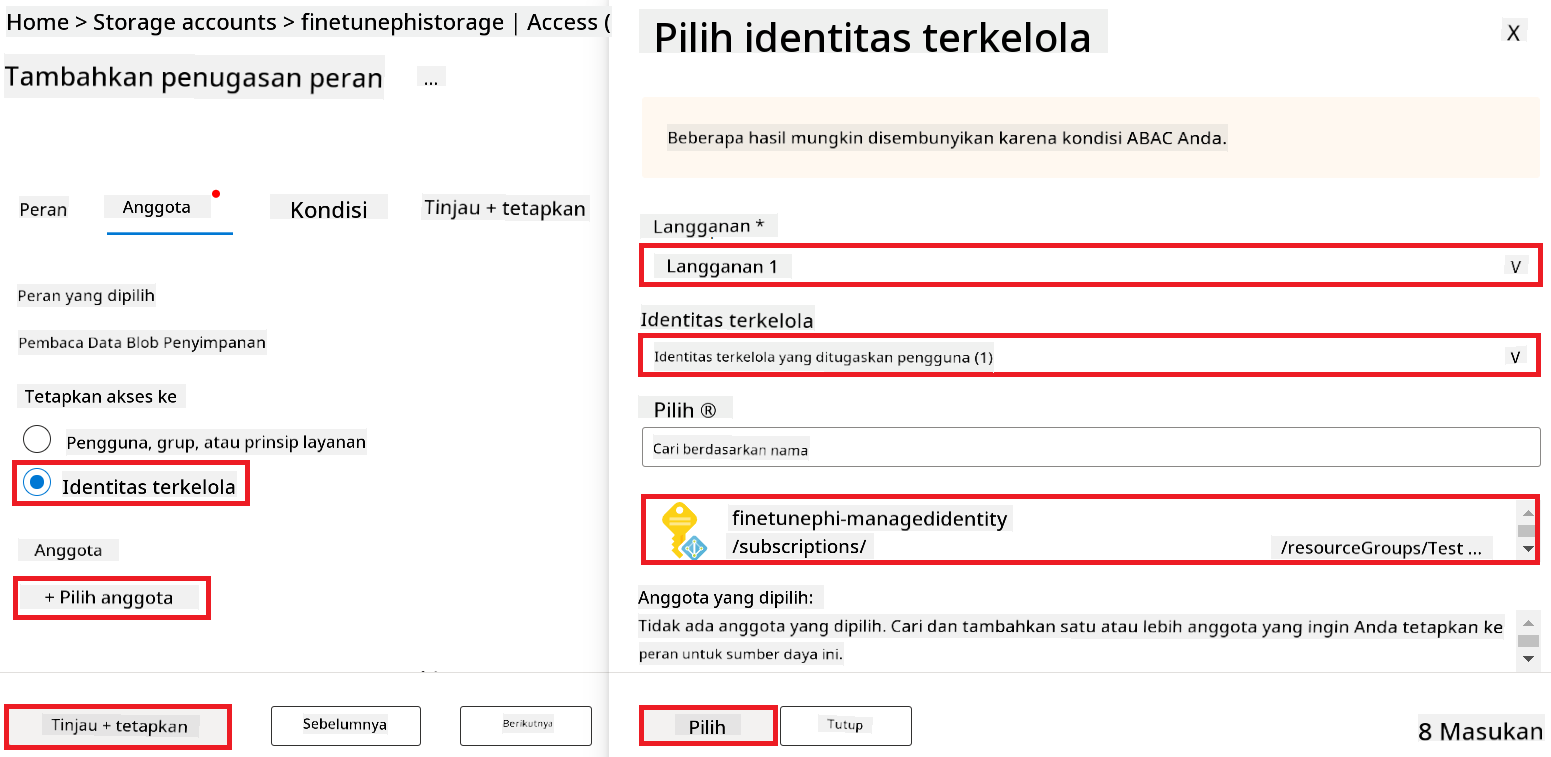 Home > Storage accounts > finetunephistorage | Access (
Tambahkan penugasan peran
...
Peran
Anggota
Kondisi
Tinjau + tetapkan
Peran yang dipilih
Pembaca Data Blob Penyimpanan
Tetapkan akses ke
Pengguna, grup, atau prinsip layanan
Identitas terkelola
Anggota
+ Pilih anggota
Tinjau + tetapkan
Sebelumnya
Berikutnya
Pilih identitas terkelola
X
Beberapa hasil mungkin disembunyikan karena kondisi ABAC Anda.
Langganan *
Langganan 1
V
Identitas terkelola
Identitas terkelola yang ditugaskan pengguna (1)
V
Pilih ®
Cari berdasarkan nama
finetunephi-managedidentity
/subscriptions/
/resourceGroups/Test ...
Anggota yang dipilih:
Tidak ada anggota yang dipilih. Cari dan tambahkan satu atau lebih anggota yang ingin Anda tetapkan ke
peran untuk sumber daya ini.
Pilih
Tutup
8 Masukan